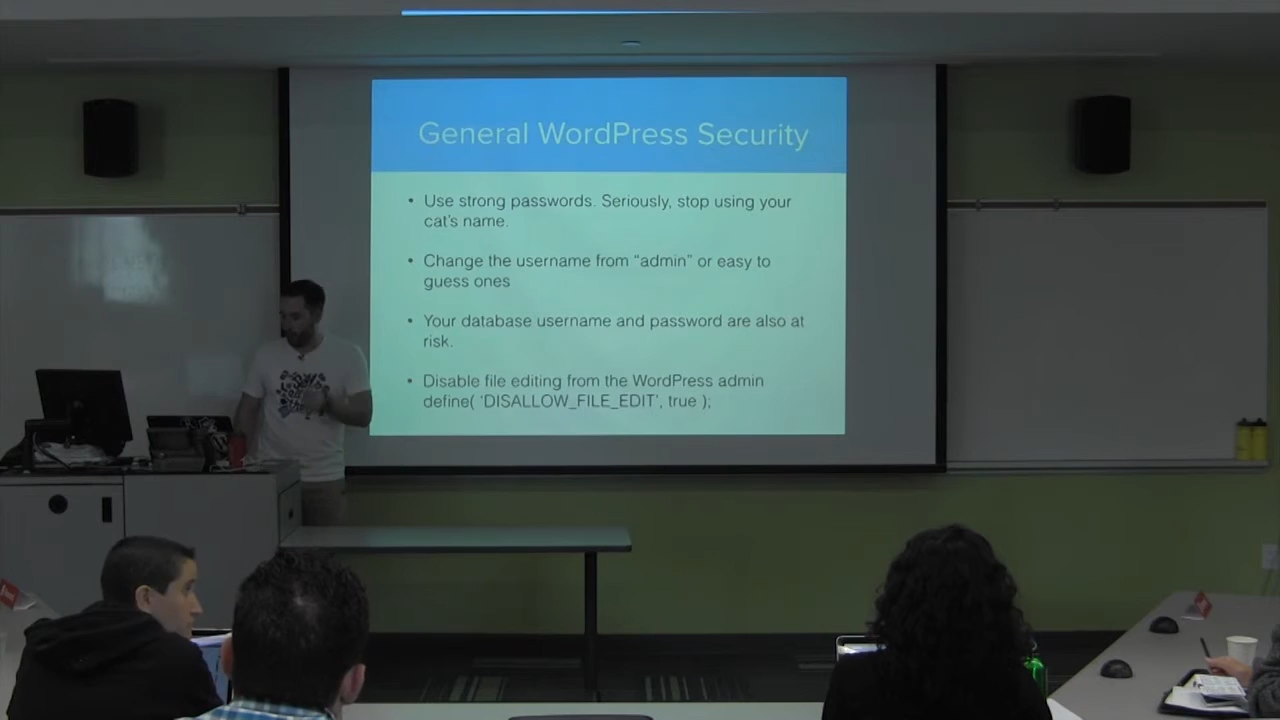 General WordPress Security
• Use strong passwords. Seriously, stop using your
cat's name.
• Change the username from “admin” or easy to
guess ones
• Your database username and password are also at
risk.
• Disable file editing from the WordPress admin
define( ‘DISALLOW_FILE_EDIT’, true );